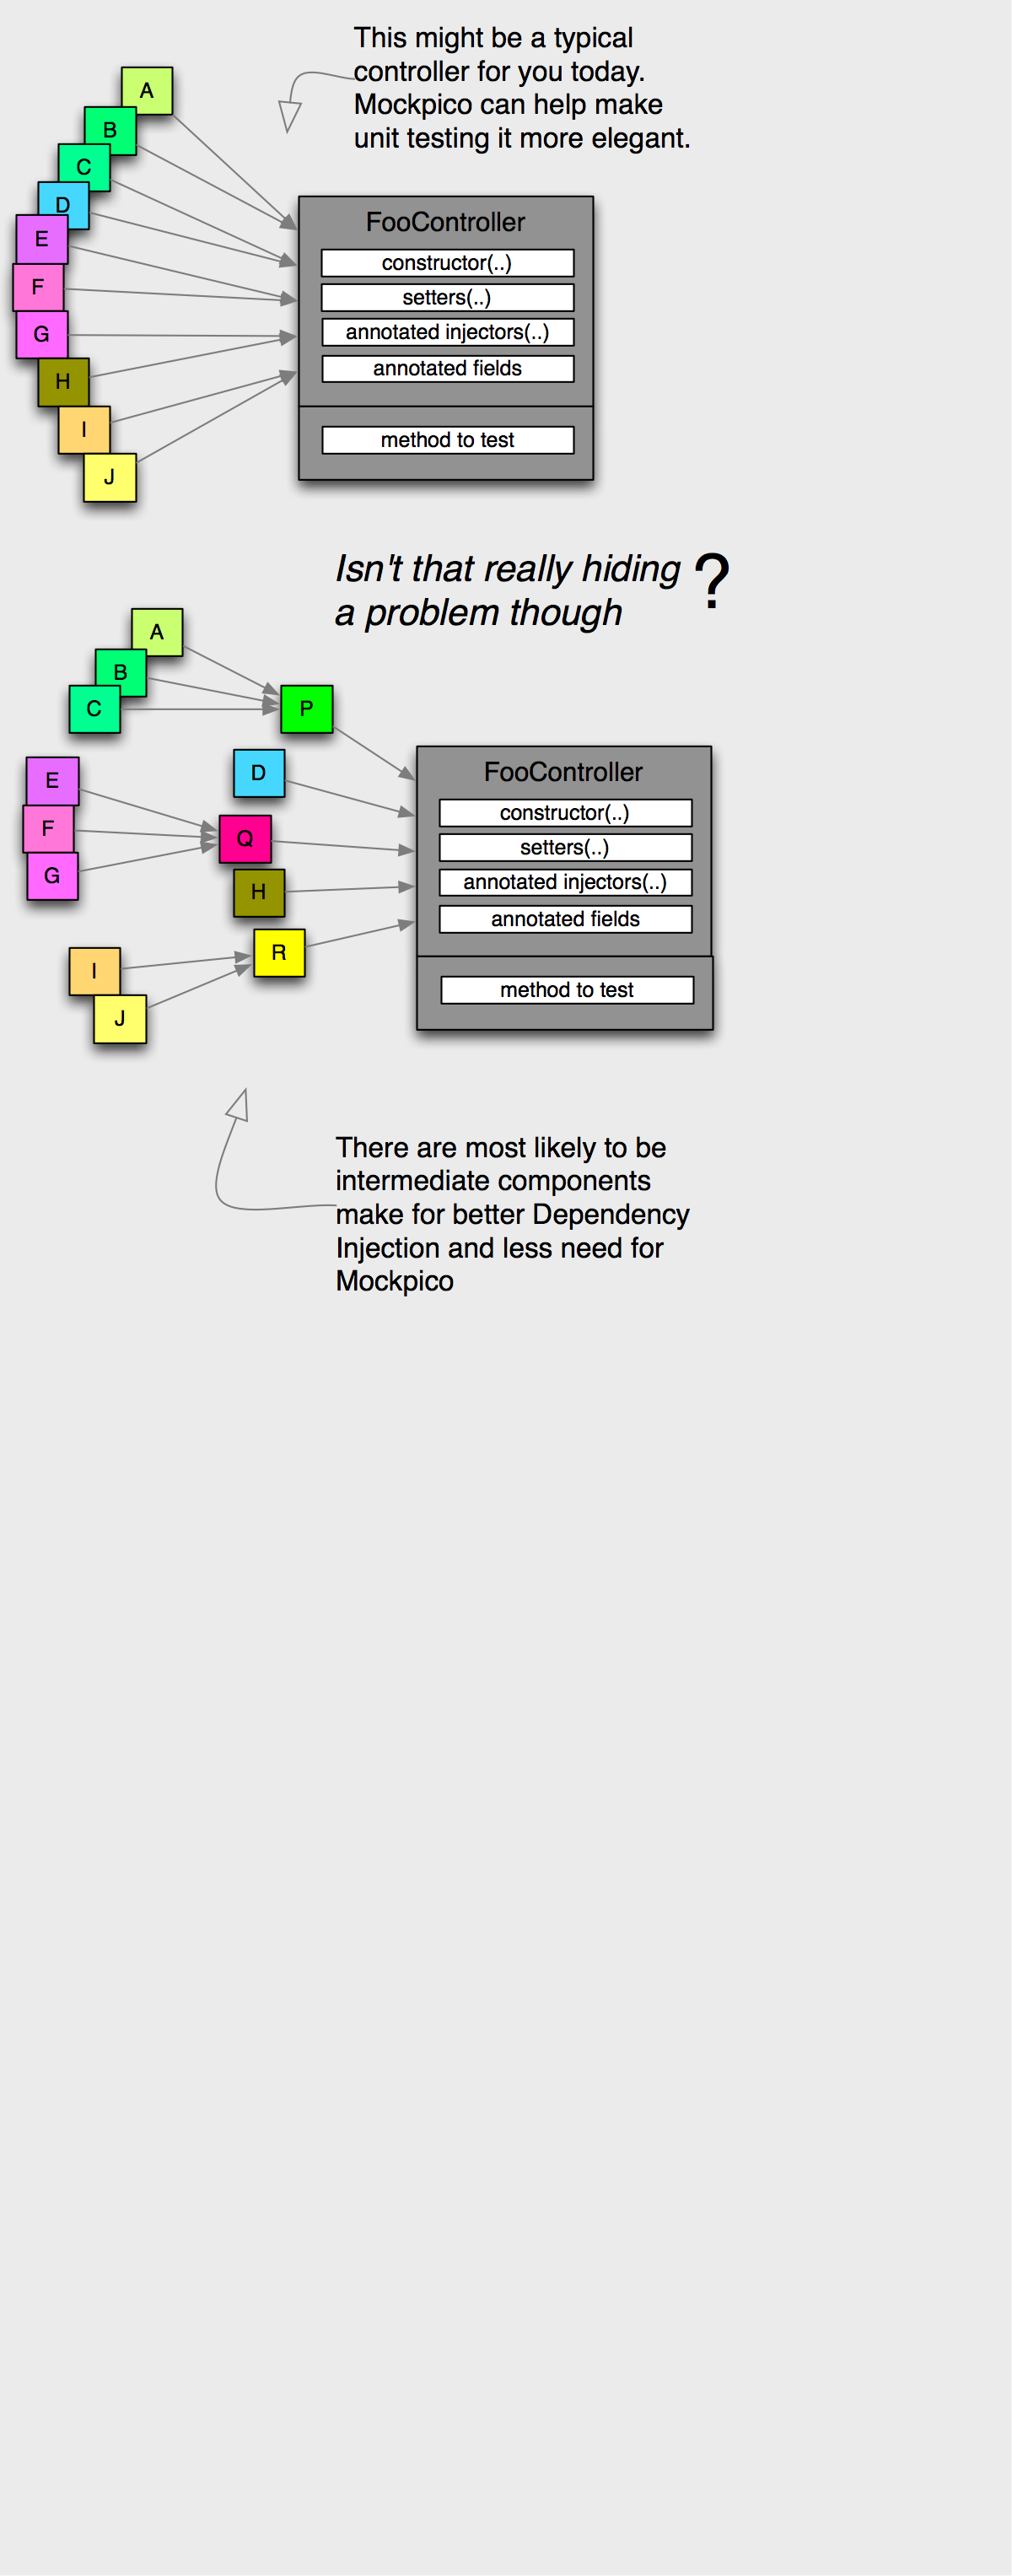 This might be a typical
controller for you today.
Mockpico can help make
unit testing it more elegant.
A
B
C
D
E
F
G
H
I
J
FooController
constructor(..)
setters(..)
annotated injectors(..)
annotated fields
method to test
Isn't that really hiding
a problem though
?
A
B
C
P
D
E
F
G
Q
H
R
I
J
FooController
constructor(..)
setters(..)
annotated injectors(..)
annotated fields
method to test
There are most likely to be
intermediate components
make for better Dependency
Injection and less need for
Mockpico